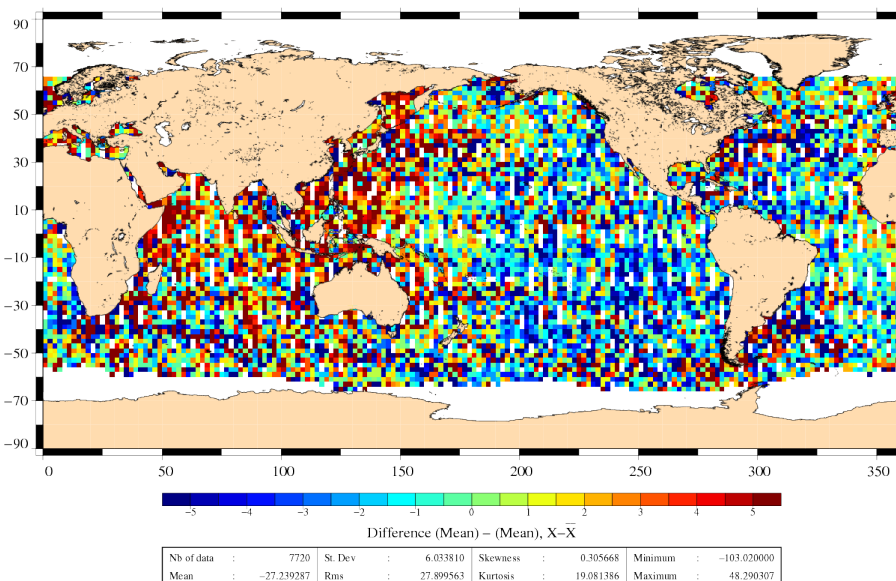 90
70
50
30
10
−10
−30
−50
−70
−90
0 50 100 150 200 250 300 350
−5 −4 −3 −2 −1 0 1 2 3 4 5
Difference (Mean) − (Mean), X−X̅
Nb of data : 7720 St. Dev : 6.033810 Skewness : 0.305668 Minimum : −103.020000
Mean : −27.239287 Rms : 27.899563 Kurtosis : 19.081386 Maximum : 48.290307